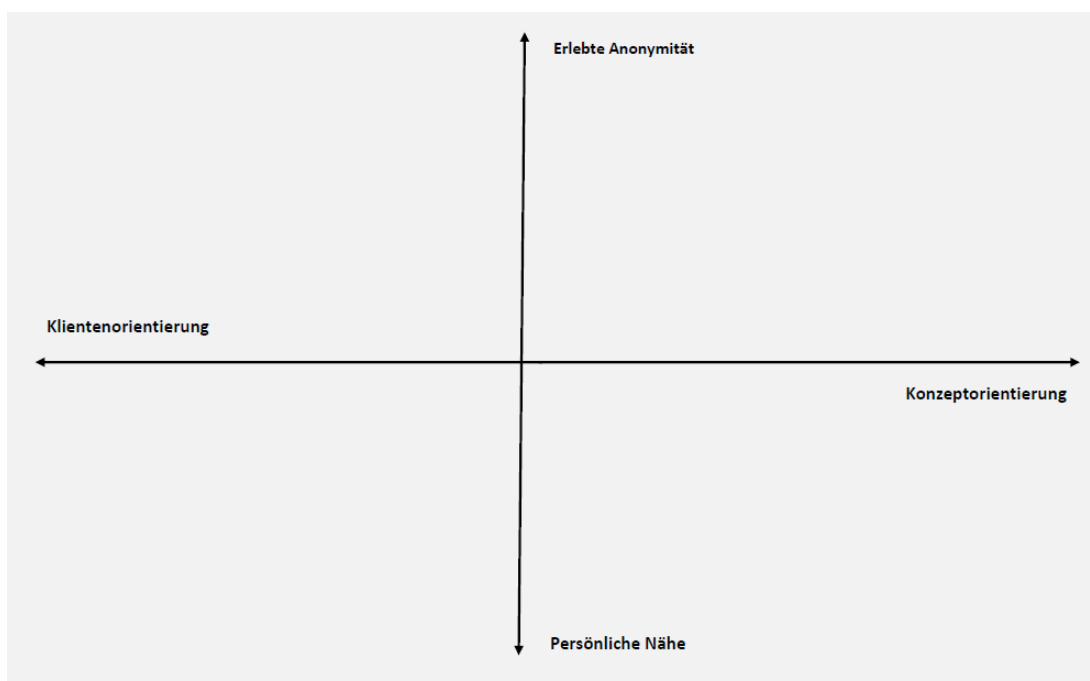 Erlebte Anonymität
Klientenorientierung
Konzeptorientierung
Persönliche Nähe